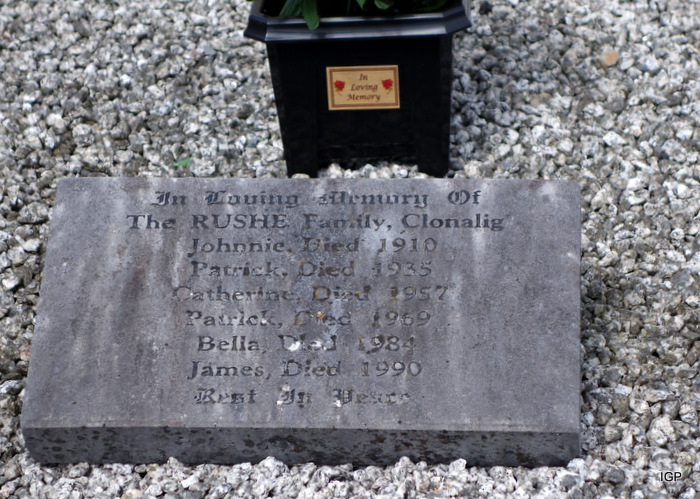 In
Loving
Memory
In Loving Memory Of
The RUSHE Family, Clonalig
Johnnie, Died 1910
Patrick, Died 1935
Catherine, Died 1957
Patrick, Died 1969
Bella, Died 1984
James, Died 1990
Rest In Peace
IGP